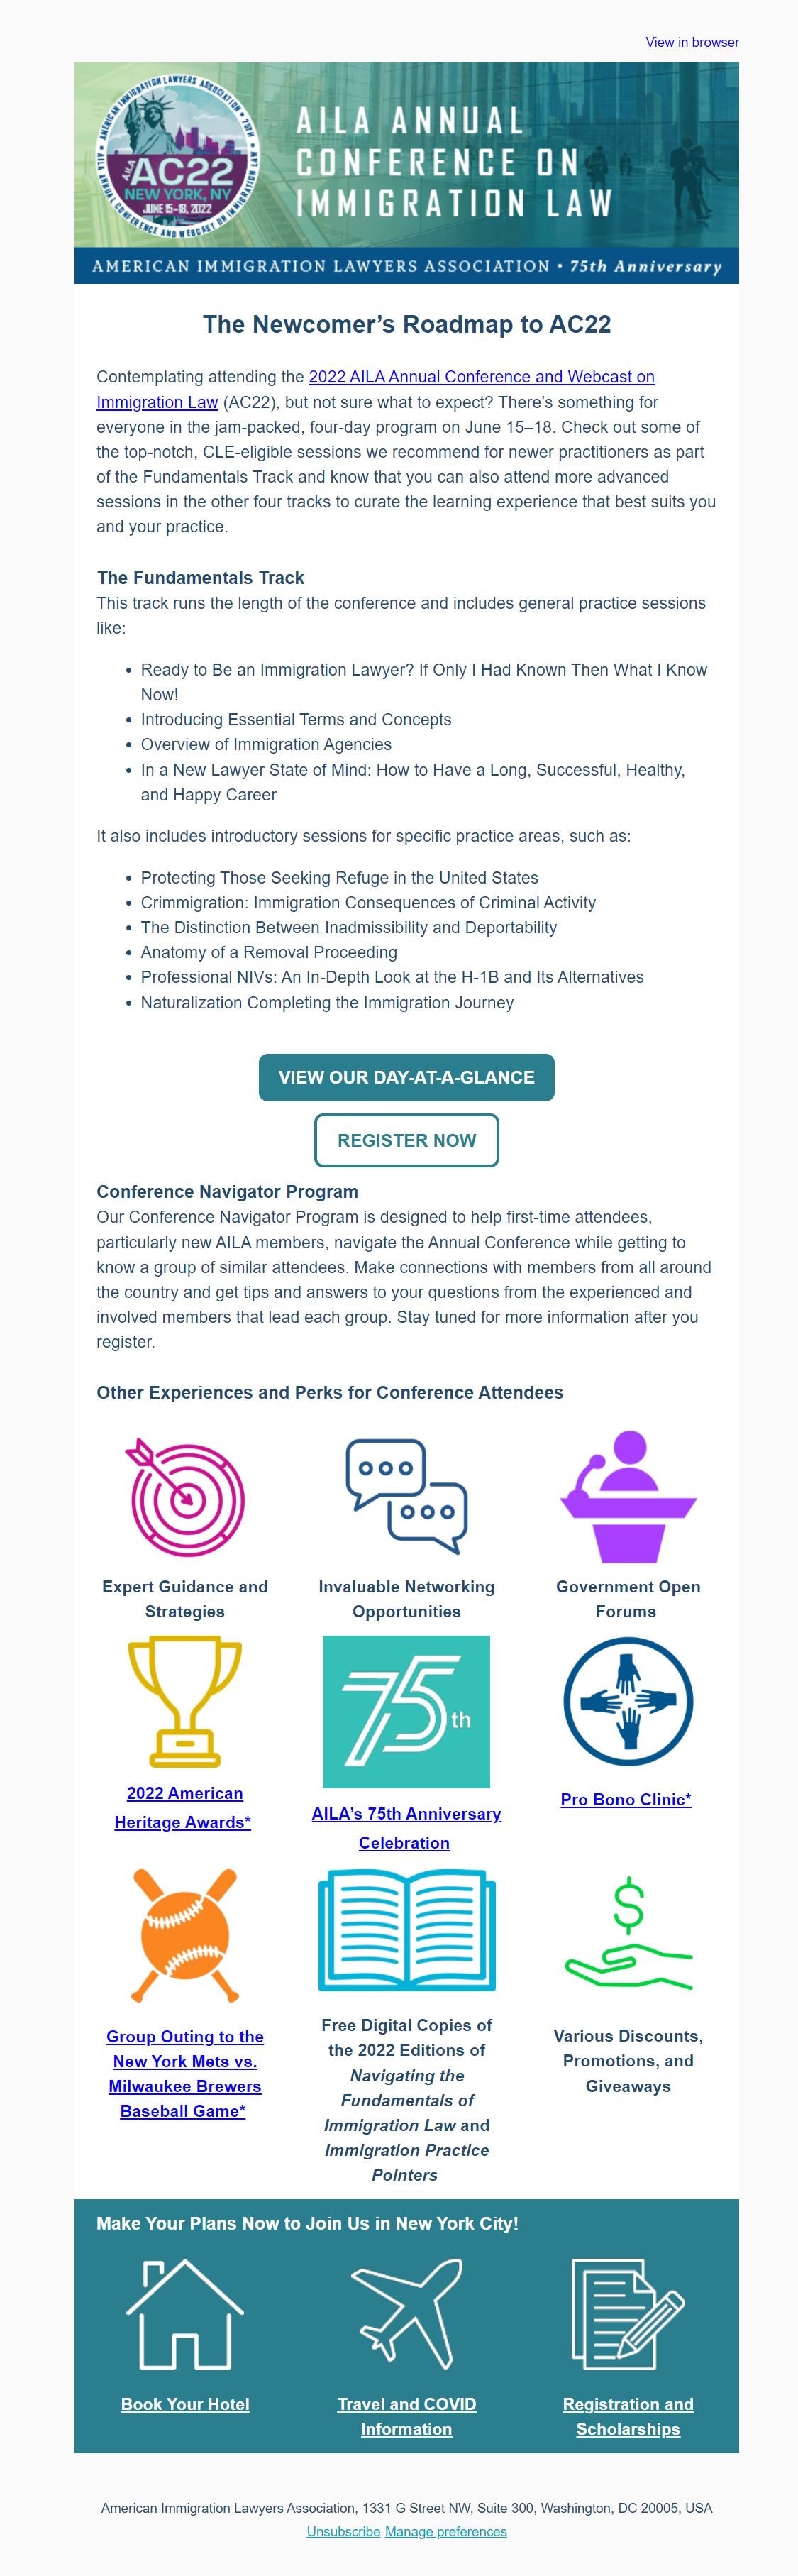 View in browser
AMERICAN IMMIGRATION LAWYERS ASSOCIATION • 75TH
AILA ANNUAL CONFERENCE AND WEBCAST ON IMMIGRATION LAW
AILA
AC22
NEW YORK, NY
JUNE 15-18, 2022
AILA ANNUAL
CONFERENCE ON
IMMIGRATION LAW
AMERICAN IMMIGRATION LAWYERS ASSOCIATION • 75th Anniversary
The Newcomer’s Roadmap to AC22
Contemplating attending the 2022 AILA Annual Conference and Webcast on
Immigration Law (AC22), but not sure what to expect? There’s something for
everyone in the jam-packed, four-day program on June 15–18. Check out some of
the top-notch, CLE-eligible sessions we recommend for newer practitioners as part
of the Fundamentals Track and know that you can also attend more advanced
sessions in the other four tracks to curate the learning experience that best suits you
and your practice.
The Fundamentals Track
This track runs the length of the conference and includes general practice sessions
like:
• Ready to Be an Immigration Lawyer? If Only I Had Known Then What I Know
Now!
• Introducing Essential Terms and Concepts
• Overview of Immigration Agencies
• In a New Lawyer State of Mind: How to Have a Long, Successful, Healthy,
and Happy Career
It also includes introductory sessions for specific practice areas, such as:
• Protecting Those Seeking Refuge in the United States
• Crimmigration: Immigration Consequences of Criminal Activity
• The Distinction Between Inadmissibility and Deportability
• Anatomy of a Removal Proceeding
• Professional NIVs: An In-Depth Look at the H-1B and Its Alternatives
• Naturalization Completing the Immigration Journey
VIEW OUR DAY-AT-A-GLANCE
REGISTER NOW
Conference Navigator Program
Our Conference Navigator Program is designed to help first-time attendees,
particularly new AILA members, navigate the Annual Conference while getting to
know a group of similar attendees. Make connections with members from all around
the country and get tips and answers to your questions from the experienced and
involved members that lead each group. Stay tuned for more information after you
register.
Other Experiences and Perks for Conference Attendees
Expert Guidance and
Strategies
Invaluable Networking
Opportunities
Government Open
Forums
2022 American
Heritage Awards*
75th
AILA’s 75th Anniversary
Celebration
Pro Bono Clinic*
Group Outing to the
New York Mets vs.
Milwaukee Brewers
Baseball Game*
Free Digital Copies of
the 2022 Editions of
Navigating the
Fundamentals of
Immigration Law and
Immigration Practice
Pointers
$
Various Discounts,
Promotions, and
Giveaways
Make Your Plans Now to Join Us in New York City!
Book Your Hotel
Travel and COVID
Information
Registration and
Scholarships
American Immigration Lawyers Association, 1331 G Street NW, Suite 300, Washington, DC 20005, USA
Unsubscribe Manage preferences